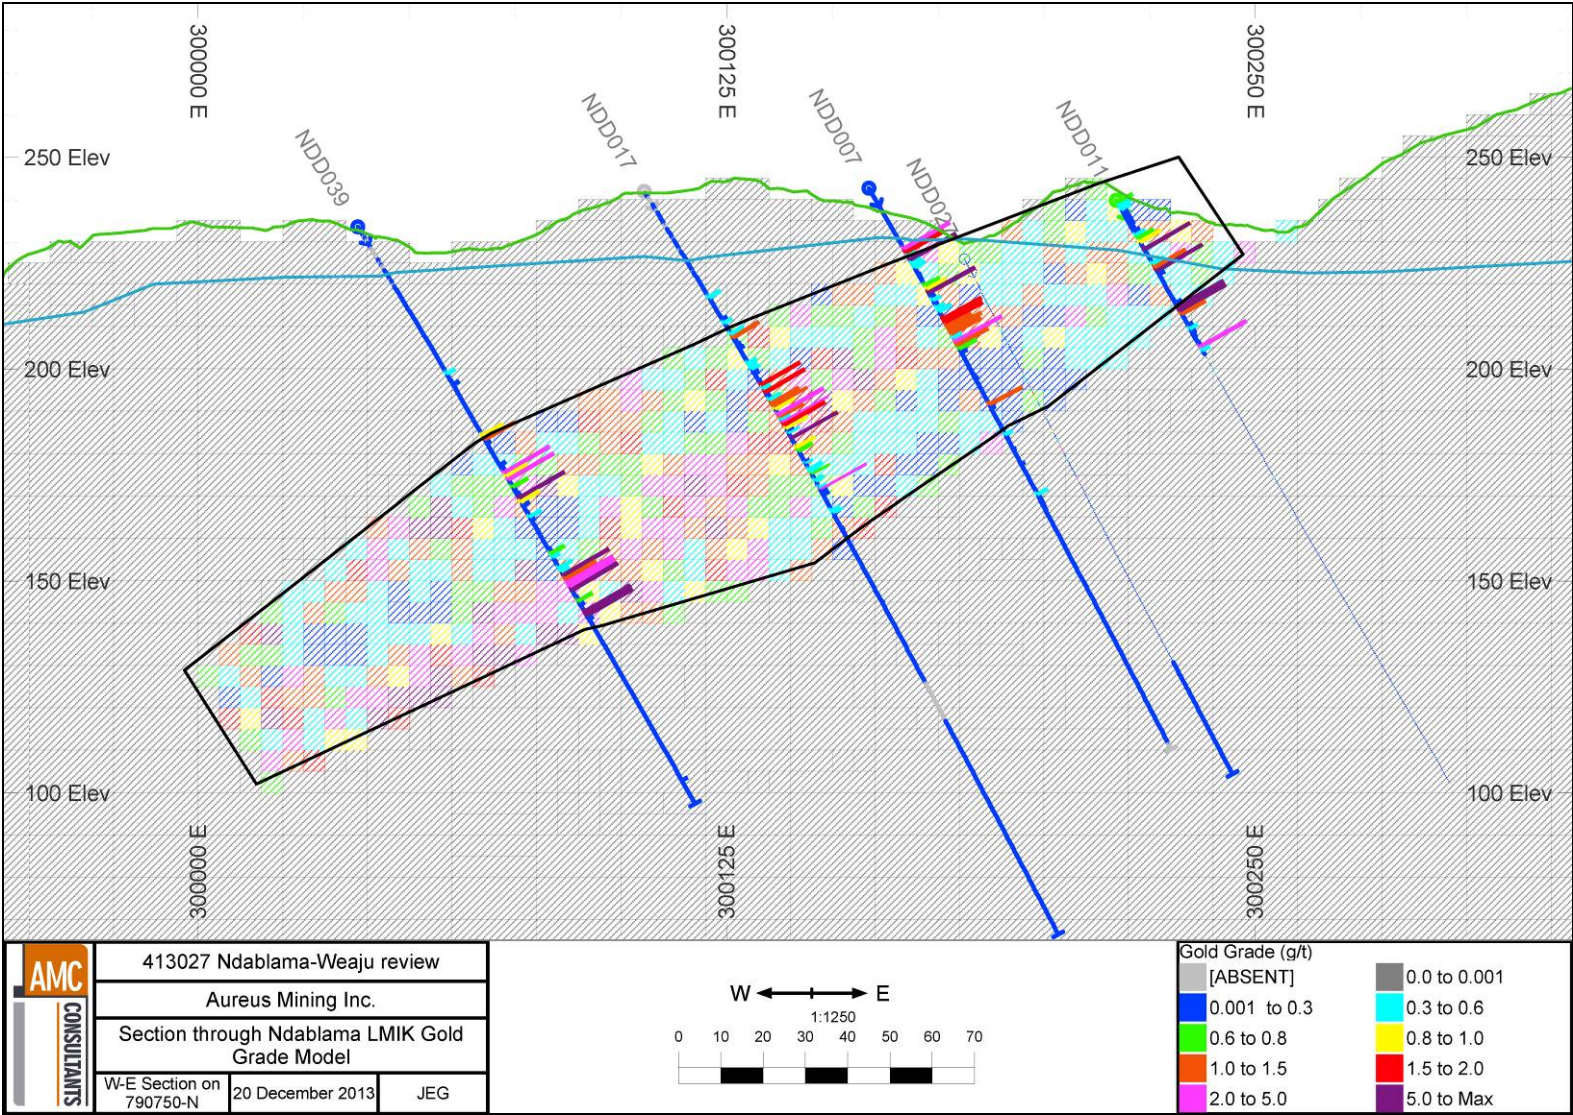 300000 E
300125 E
300250 E
NDD039
NDD017
NDD007
NDD027
NDD011
250 Elev
250 Elev
200 Elev
200 Elev
150 Elev
150 Elev
100 Elev
100 Elev
300000 E
300125 E
300250 E
AMC
CONSULTANTS
413027 Ndablama-Weaju review
Aureus Mining Inc.
Section through Ndablama LMIK Gold
Grade Model
W-E Section on
790750-N
20 December 2013
JEG
W E
1:1250
0 10 20 30 40 50 60 70
Gold Grade (g/t)
[ABSENT]
0.0 to 0.001
0.001 to 0.3
0.3 to 0.6
0.6 to 0.8
0.8 to 1.0
1.0 to 1.5
1.5 to 2.0
2.0 to 5.0
5.0 to Max